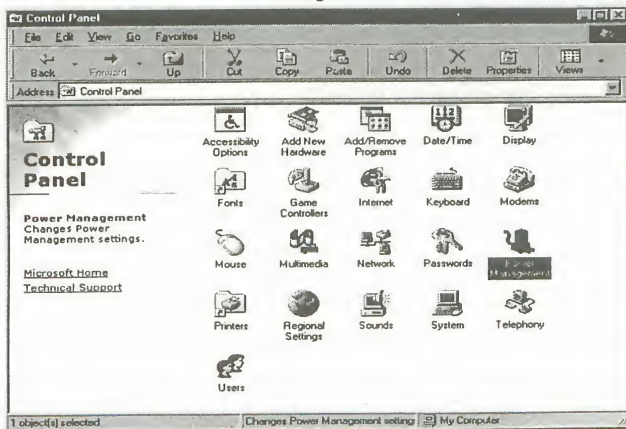 Control Panel
File Edit View Go Favorites Help
Back Forward Up Cut Copy Paste Undo Delete Properties Views
Address Control Panel
Accessibility Options
Add New Hardware
Add/Remove Programs
Date/Time
Display
Control
Panel
Fonts
Game Controllers
Internet
Keyboard
Modems
Power Management
Changes Power
Management settings.
Mouse
Multimedia
Network
Passwords
Power Management
Microsoft Home
Technical Support
Printers
Regional Settings
Sounds
System
Telephony
Users
1 object(s) selected Changes Power Management setting My Computer